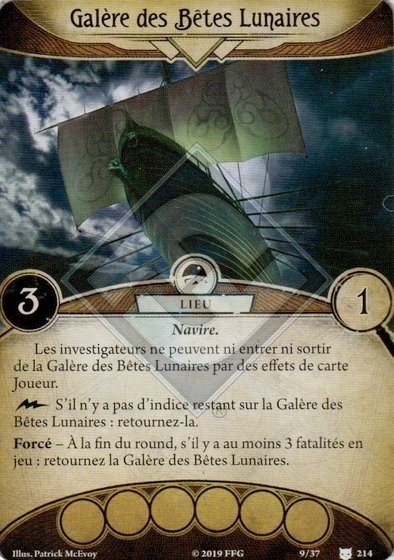 Galère des Bêtes Lunaires
3
LIEU
1
Navire.
Les investigateurs ne peuvent ni entrer ni sortir
de la Galère des Bêtes Lunaires par des effets de carte
Joueur.
S'il n'y a pas d'indice restant sur la Galère des
Bêtes Lunaires : retournez-la.
Forcé – À la fin du round, s'il y a au moins 3 fatalités en
jeu : retournez la Galère des Bêtes Lunaires.
Illus. Patrick McEvoy
© 2019 FFG
9/37
214